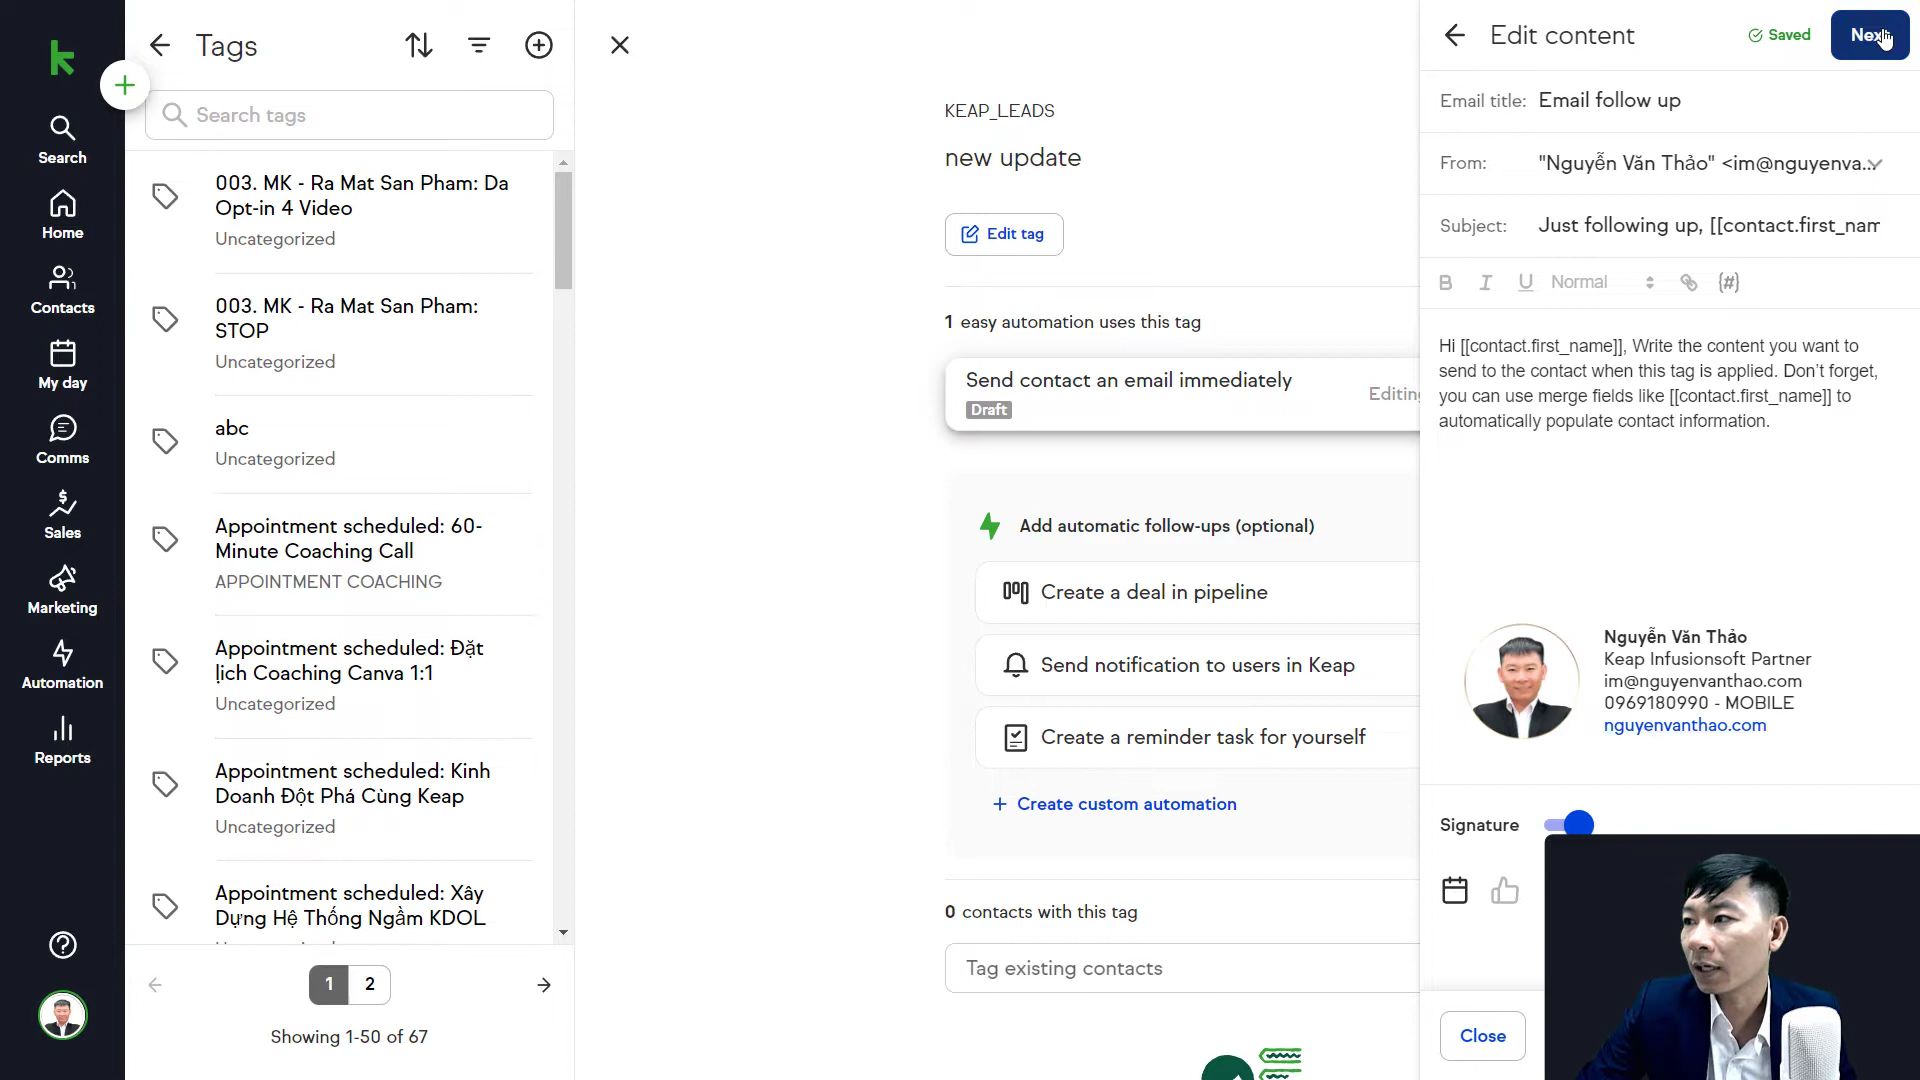 Search
Home
Contacts
My day
Comms
Sales
Marketing
Automation
Reports
Tags
Search tags
003. MK - Ra Mat San Pham: Da
Opt-in 4 Video
Uncategorized
003. MK - Ra Mat San Pham:
STOP
Uncategorized
abc
Uncategorized
Appointment scheduled: 60-
Minute Coaching Call
APPOINTMENT COACHING
Appointment scheduled: Đặt
lịch Coaching Canva 1:1
Uncategorized
Appointment scheduled: Kinh
Doanh Đột Phá Cùng Keap
Uncategorized
Appointment scheduled: Xây
Dựng Hệ Thống Ngầm KDOL
1
2
Showing 1-50 of 67
KEAP_LEADS
new update
Edit tag
1 easy automation uses this tag
Send contact an email immediately
Draft
Editing
Add automatic follow-ups (optional)
Create a deal in pipeline
Send notification to users in Keap
Create a reminder task for yourself
+ Create custom automation
0 contacts with this tag
Tag existing contacts
Edit content
Saved
Next
Email title: Email follow up
From: "Nguyễn Văn Thảo" <im@nguyenva...
Subject: Just following up, [[contact.first_nam
B I U Normal {#}
Hi [[contact.first_name]], Write the content you want to
send to the contact when this tag is applied. Don't forget,
you can use merge fields like [[contact.first_name]] to
automatically populate contact information.
Nguyễn Văn Thảo
Keap Infusionsoft Partner
im@nguyenvanthao.com
0969180990 - MOBILE
nguyenvanthao.com
Signature
Close